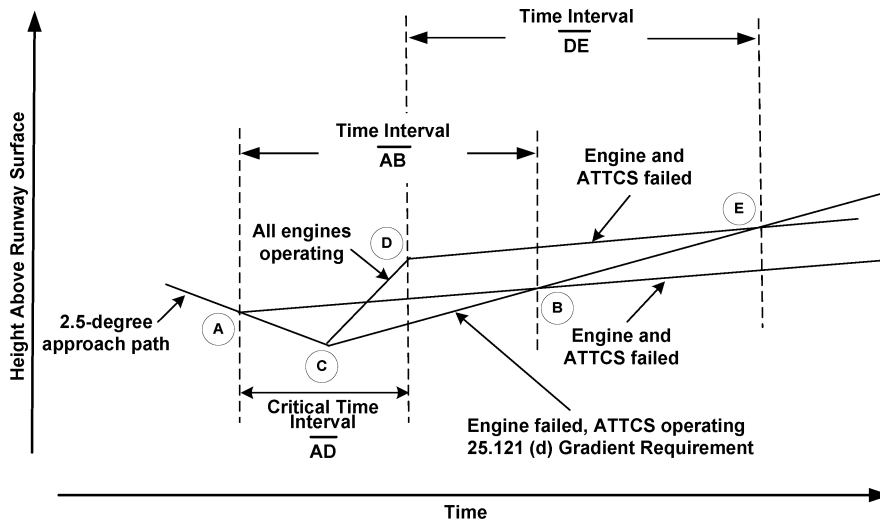 Time Interval
DE
Time Interval
AB
Engine and
ATTCS failed
E
All engines
operating
D
2.5-degree
approach path
A
B
C
Engine and
ATTCS failed
Critical Time
Interval
AD
Engine failed, ATTCS operating
25.121 (d) Gradient Requirement
Height Above Runway Surface
Time